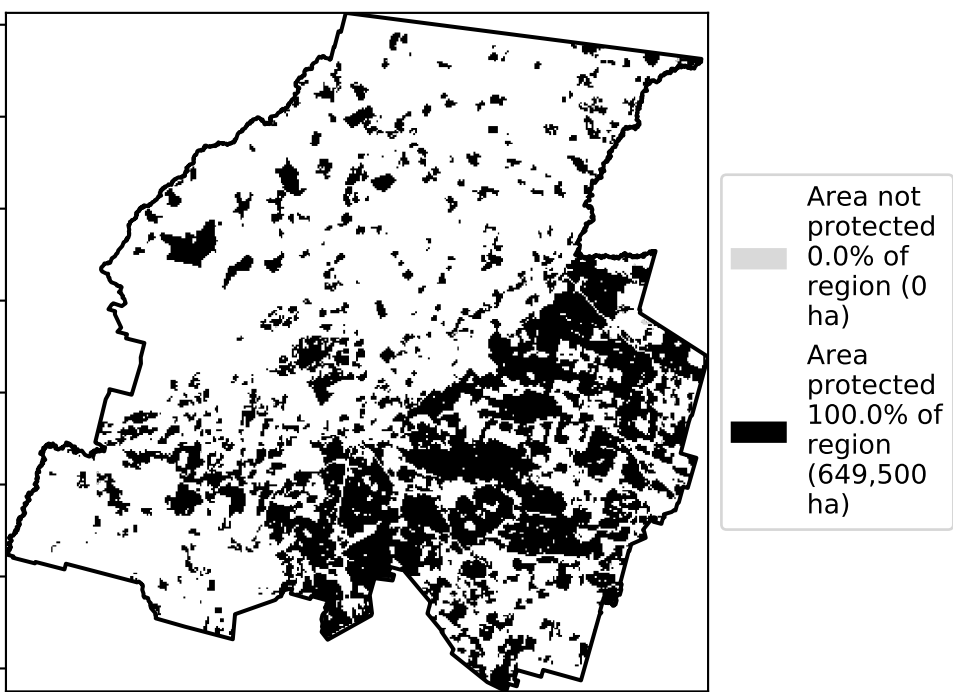 Area not
protected
0.0% of
region (0
ha)
Area
protected
100.0% of
region
(649,500
ha)